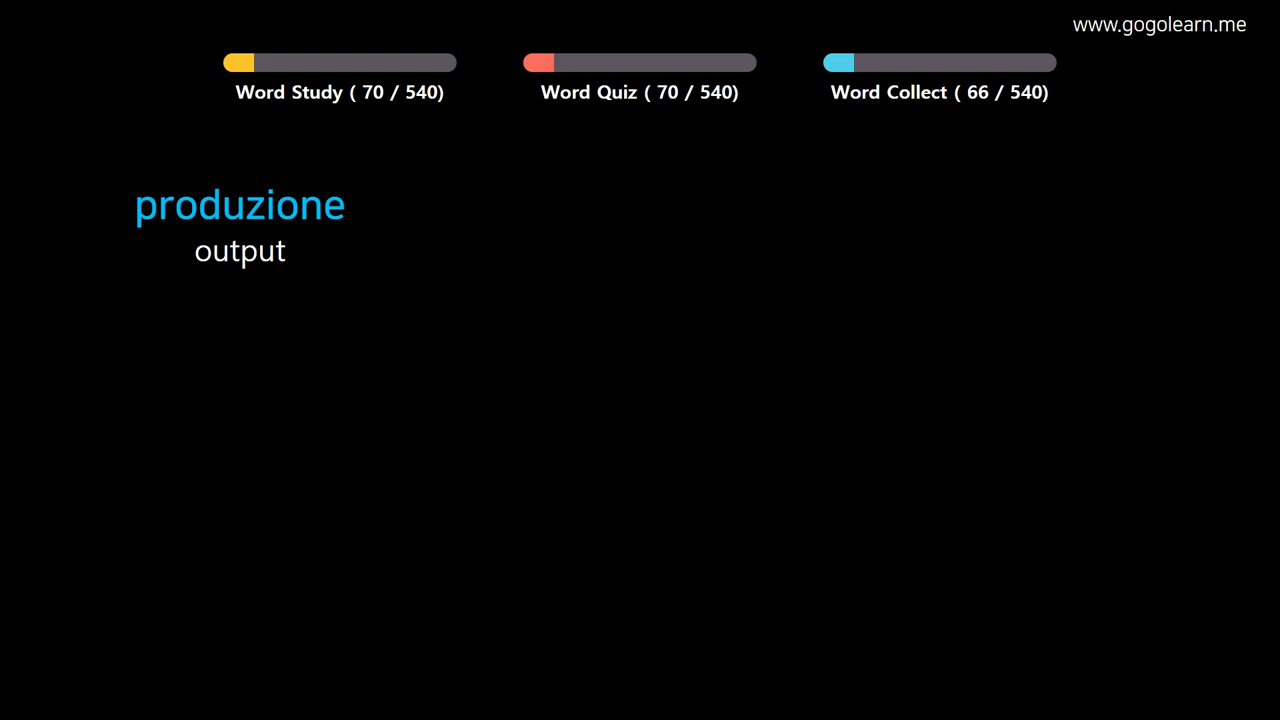 www.gogolearn.me
Word Study ( 70 / 540)
Word Quiz ( 70 / 540)
Word Collect ( 66 / 540)
produzione
output